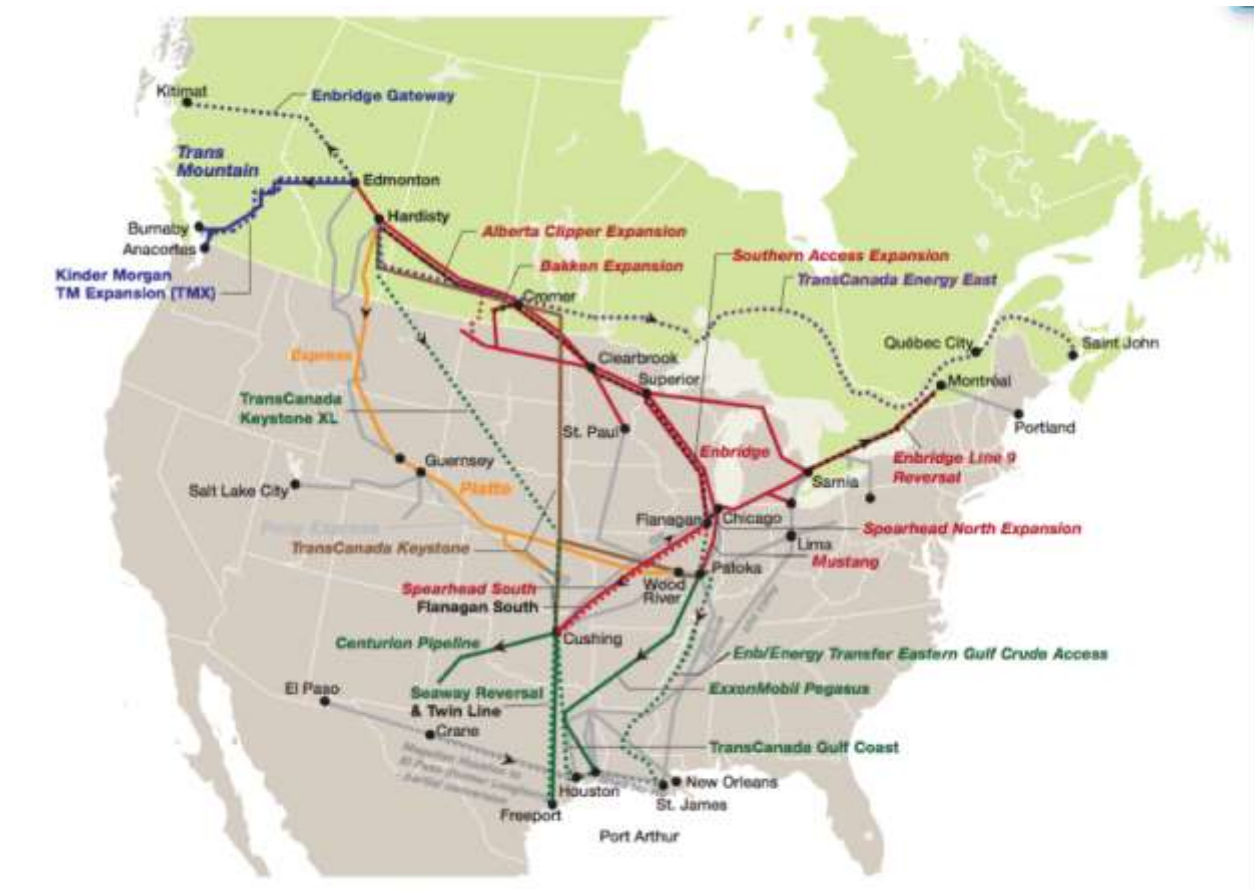 Kitimat
Enbridge Gateway
Trans
Mountain
Edmonton
Hardisty
Burnaby
Anacortes
Alberta Clipper Expansion
Southern Access Expansion
Bakken Expansion
Kinder Morgan
TM Expansion (TMX)
TransCanada Energy East
Cromer
Québec City
Saint John
Express
Clearbrook
Superior
Montréal
TransCanada
Keystone XL
St. Paul
Portland
Enbridge
Enbridge Line 9
Reversal
Guernsey
Salt Lake City
Platte
Sarnia
Flanagan
Chicago
Spearhead North Expansion
Pony Express
TransCanada Keystone
Lima
Mustang
Patoka
Wood
River
Spearhead South
Flanagan South
Cushing
Centurion Pipeline
Enb/Energy Transfer Eastern Gulf Crude Access
El Paso
Seaway Reversal
& Twin Line
ExxonMobil Pegasus
Crane
TransCanada Gulf Coast
Houston
New Orleans
St. James
Freeport
Port Arthur